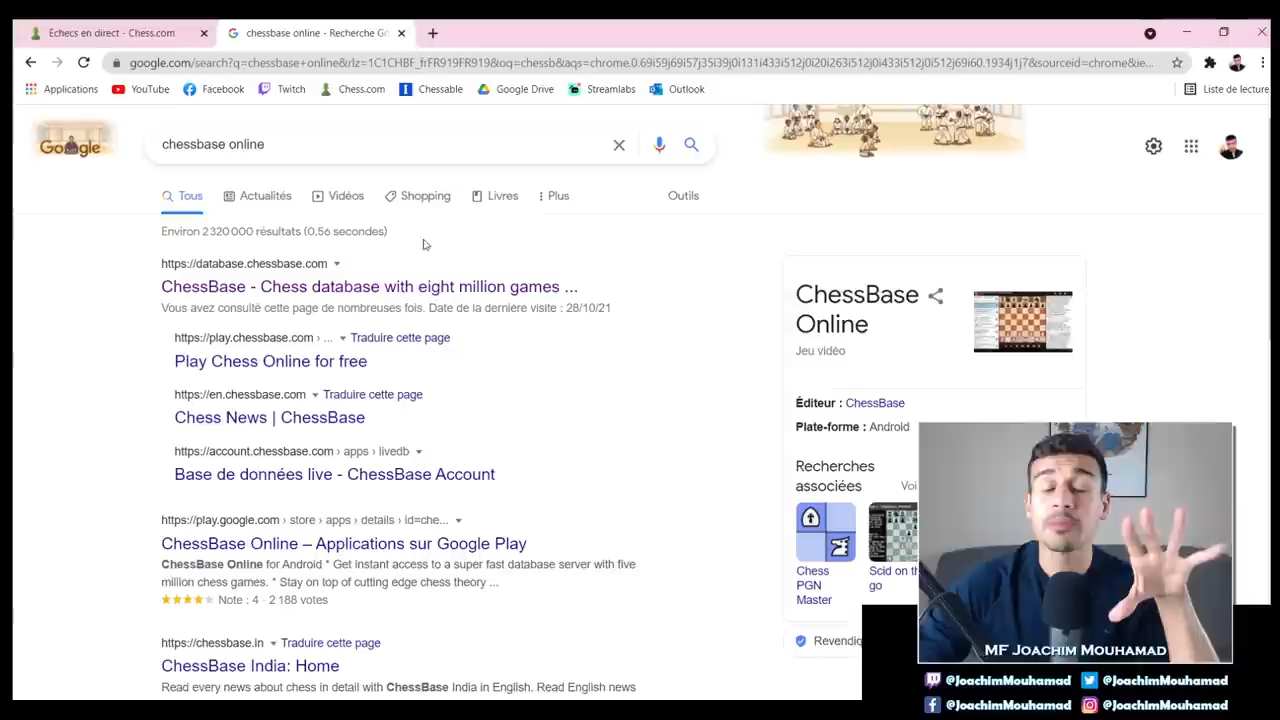 Échecs en direct - Chess.com
chessbase online - Recherche Go
google.com/search?q=chessbase+online&rlz=1C1CHBF_frFR919FR919&oq=chessb&aqs=chrome.0.69i59j69i57j35i39j0i131i433i512j0i20i263i512j0i433i512j0i512j69i60.1934j1j7&sourceid=chrome&ie...
Applications
YouTube
Facebook
Twitch
Chess.com
Chessable
Google Drive
Streamlabs
Outlook
Liste de lecture
chessbase online
Tous
Actualités
Vidéos
Shopping
Livres
Plus
Outils
Environ 2 320 000 résultats (0,56 secondes)
https://database.chessbase.com
ChessBase - Chess database with eight million games ...
Vous avez consulté cette page de nombreuses fois. Date de la dernière visite : 28/10/21
https://play.chessbase.com › ... Traduire cette page
Play Chess Online for free
https://en.chessbase.com Traduire cette page
Chess News | ChessBase
https://account.chessbase.com › apps › livedb
Base de données live - ChessBase Account
https://play.google.com › store › apps › details › id=che...
ChessBase Online – Applications sur Google Play
ChessBase Online for Android * Get instant access to a super fast database server with five
million chess games. * Stay on top of cutting edge chess theory ...
Note : 4 · 2 188 votes
https://chessbase.in Traduire cette page
ChessBase India: Home
Read every news about chess in detail with ChessBase India in English. Read English news
ChessBase
Online
Jeu vidéo
Éditeur : ChessBase
Plate-forme : Android
Recherches
associées
Voi
Chess
PGN
Master
Scid on th
go
Revendiq
MF JOACHIM MOUHAMAD
@JoachimMouhamad
@JoachimMouhamad
@JoachimMouhamad
@JoachimMouhamad